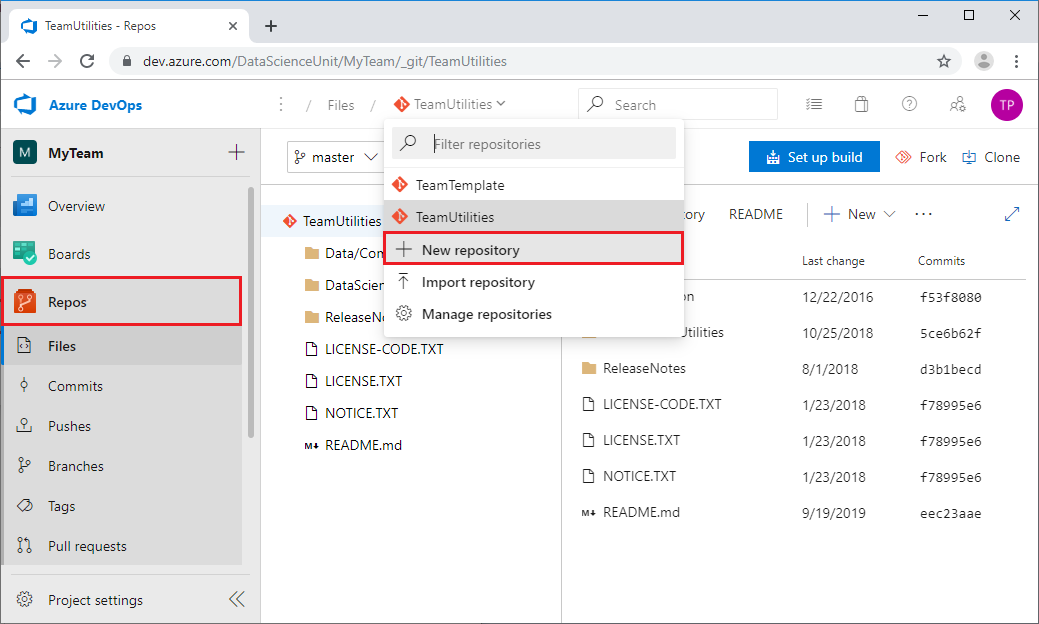 TeamUtilities - Repos
dev.azure.com/DataScienceUnit/MyTeam/_git/TeamUtilities
Azure DevOps
/ Files / TeamUtilities
Search
TP
M MyTeam
Overview
Boards
Repos
Files
Commits
Pushes
Branches
Tags
Pull requests
Project settings
master
Filter repositories
TeamTemplate
TeamUtilities
New repository
Import repository
Manage repositories
Set up build
Fork
Clone
TeamUtilities
Data/Com
DataScien
ReleaseNo
LICENSE-CODE.TXT
LICENSE.TXT
NOTICE.TXT
M↓ README.md
ory README New
Last change Commits
on 12/22/2016 f53f8080
Utilities 10/25/2018 5ce6b62f
ReleaseNotes 8/1/2018 d3b1becd
LICENSE-CODE.TXT 1/23/2018 f78995e6
LICENSE.TXT 1/23/2018 f78995e6
NOTICE.TXT 1/23/2018 f78995e6
M↓ README.md 9/19/2019 eec23aae